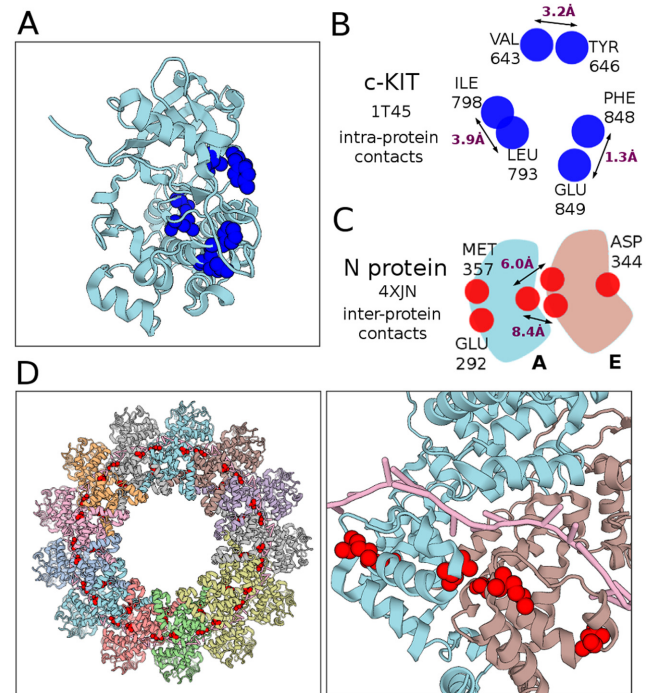 A
B
3.2Å
VAL
643
TYR
646
c-KIT
1T45
intra-protein
contacts
ILE
798
3.9Å
LEU
793
PHE
848
1.3Å
GLU
849
C
N protein
4XJN
inter-protein
contacts
MET
357
6.0Å
ASP
344
8.4Å
GLU
292
A
E
D